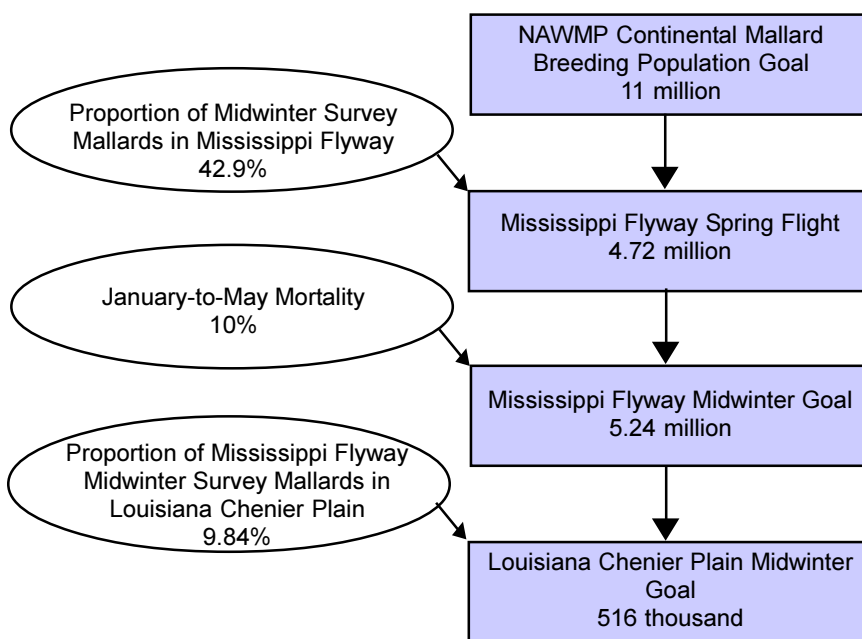 NAWMP Continental Mallard
Breeding Population Goal
11 million
Proportion of Midwinter Survey
Mallards in Mississippi Flyway
42.9%
Mississippi Flyway Spring Flight
4.72 million
January-to-May Mortality
10%
Mississippi Flyway Midwinter Goal
5.24 million
Proportion of Mississippi Flyway
Midwinter Survey Mallards in
Louisiana Chenier Plain
9.84%
Louisiana Chenier Plain Midwinter
Goal
516 thousand